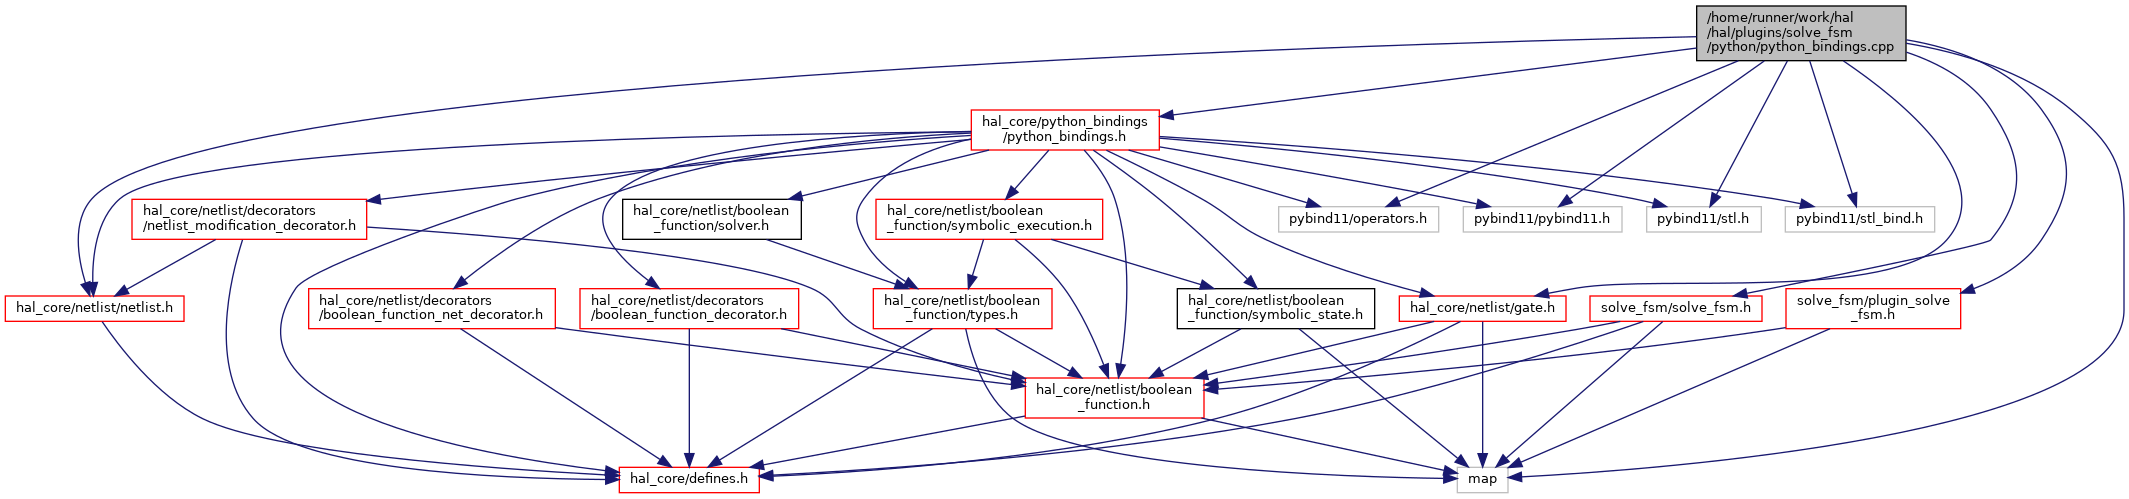 /home/runner/work/hal
/hal/plugins/solve_fsm
/python/python_bindings.cpp
hal_core/python_bindings
/python_bindings.h
hal_core/netlist/decorators
/netlist_modification_decorator.h
hal_core/netlist/boolean
_function/solver.h
hal_core/netlist/boolean
_function/symbolic_execution.h
pybind11/operators.h
pybind11/pybind11.h
pybind11/stl.h
pybind11/stl_bind.h
hal_core/netlist/netlist.h
hal_core/netlist/decorators
/boolean_function_net_decorator.h
hal_core/netlist/decorators
/boolean_function_decorator.h
hal_core/netlist/boolean
_function/types.h
hal_core/netlist/boolean
_function/symbolic_state.h
hal_core/netlist/gate.h
solve_fsm/solve_fsm.h
solve_fsm/plugin_solve
_fsm.h
hal_core/netlist/boolean
_function.h
hal_core/defines.h
map